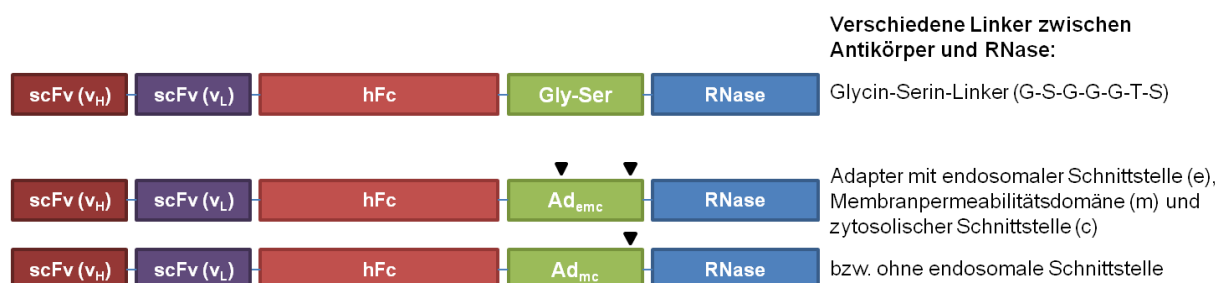 Verschiedene Linker zwischen
Antikörper und RNase:
scFv (vH) scFv (vL) hFc Gly-Ser RNase Glycin-Serin-Linker (G-S-G-G-G-T-S)
scFv (vH) scFv (vL) hFc Ademc RNase
Adapter mit endosomaler Schnittstelle (e),
Membranpermeabilitätsdomäne (m) und
zytosolischer Schnittstelle (c)
scFv (vH) scFv (vL) hFc Admc RNase bzw. ohne endosomale Schnittstelle